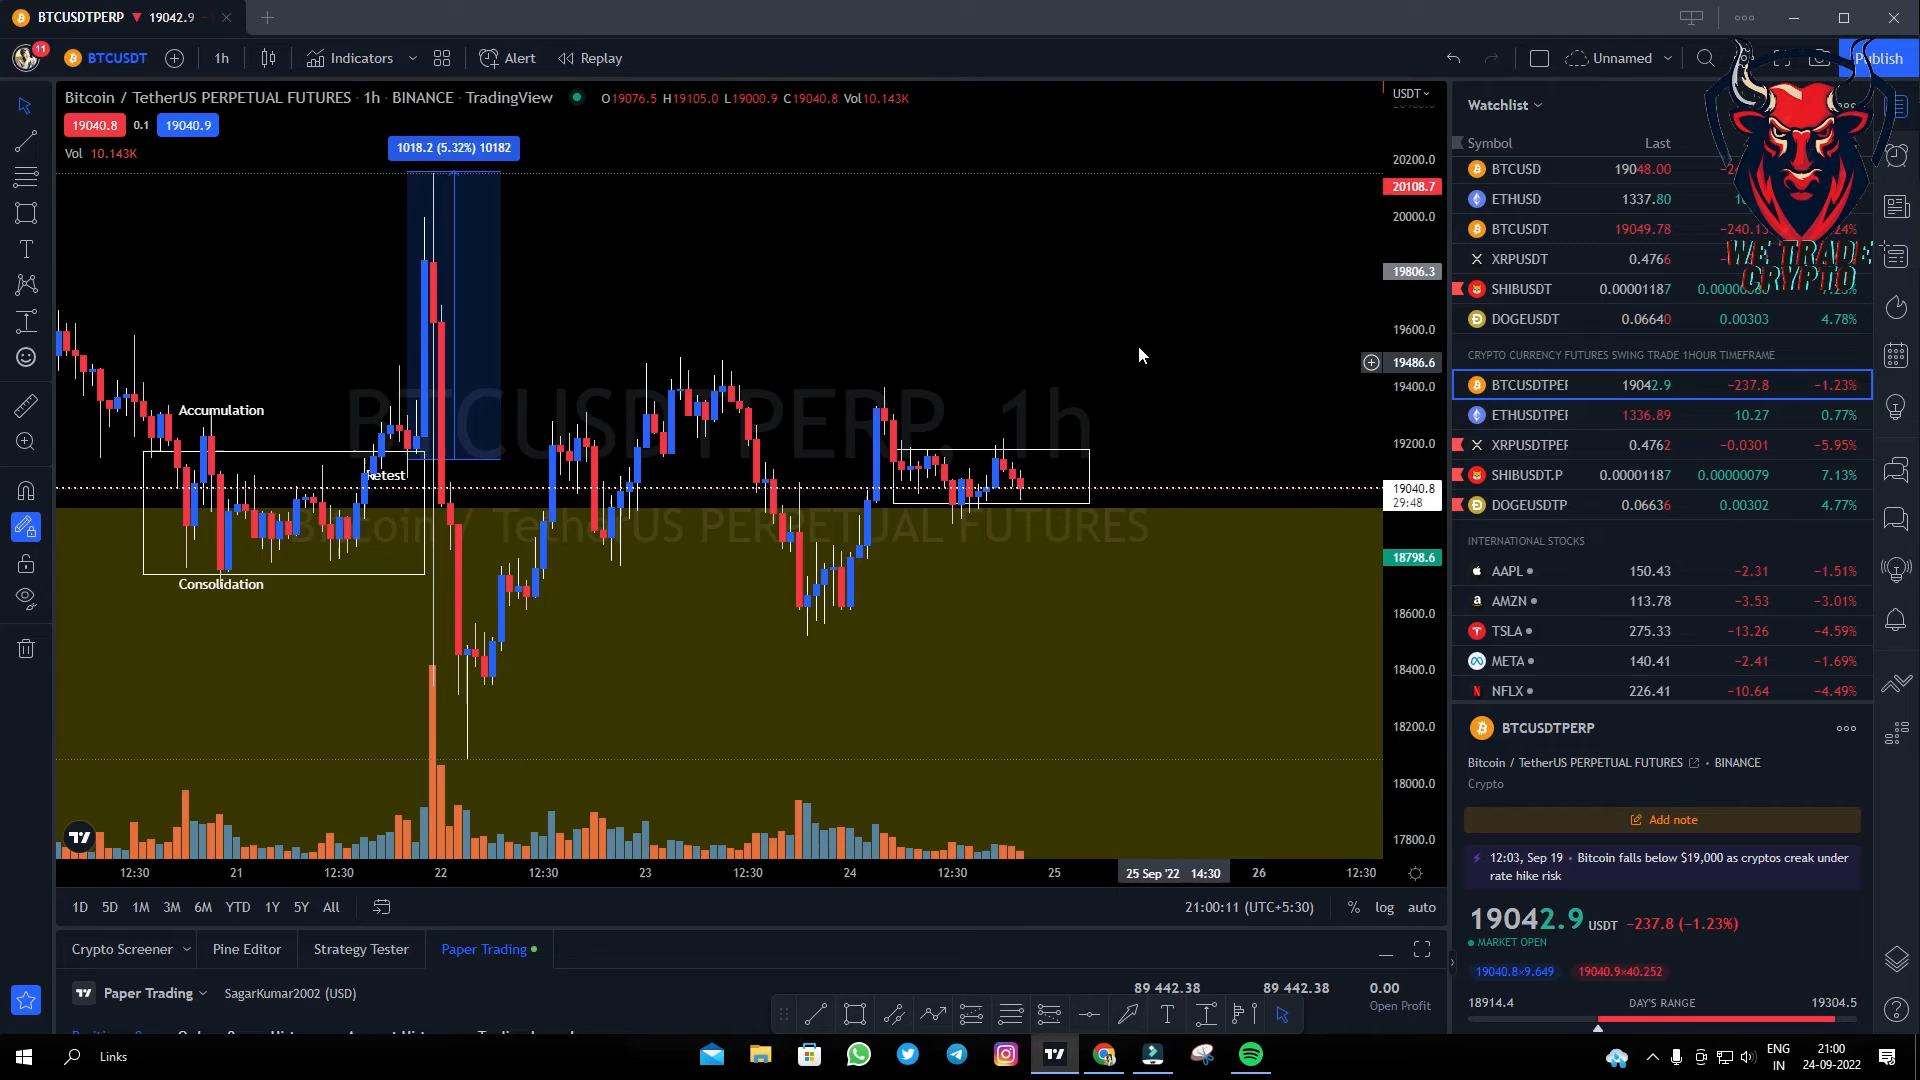 BTCUSDTPERP ▼ 19042.9
11
BTCUSDT
1h
Indicators
Alert
Replay
Unnamed
Publish
Bitcoin / TetherUS PERPETUAL FUTURES · 1h · BINANCE · TradingView
O19076.5 H19105.0 L19000.9 C19040.8 Vol10.143K
19040.8 0.1 19040.9
Vol 10.143K
1018.2 (5.32%) 10182
Accumulation
Retest
Consolidation
BTCUSDTPERP, 1h
Bitcoin / TetherUS PERPETUAL FUTURES
USDT
20200.0
20108.7
20000.0
19806.3
19600.0
19486.6
19400.0
19200.0
19040.8
29:48
18798.6
18600.0
18400.0
18200.0
18000.0
17800.0
12:30 21 12:30 22 12:30 23 12:30 24 12:30 25 25 Sep '22 14:30 26 12:30
1D 5D 1M 3M 6M YTD 1Y 5Y All
21:00:11 (UTC+5:30) % log auto
Crypto Screener Pine Editor Strategy Tester Paper Trading
Paper Trading SagarKumar2002 (USD)
89 442.38 89 442.38 0.00
Open Profit
Watchlist
Symbol Last
BTCUSD 19048.00
ETHUSD 1337.80
BTCUSDT 19049.78
XRPUSDT 0.4766
SHIBUSDT 0.00001187
DOGEUSDT 0.06640 0.00303 4.78%
WE TRADE
CRYPTO
CRYPTO CURRENCY FUTURES SWING TRADE 1HOUR TIMEFRAME
BTCUSDTPEI 19042.9 −237.8 −1.23%
ETHUSDTPEI 1336.89 10.27 0.77%
XRPUSDTPEF 0.4762 −0.0301 −5.95%
SHIBUSDT.P 0.00001187 0.00000079 7.13%
DOGEUSDTP 0.0636 0.00302 4.77%
INTERNATIONAL STOCKS
AAPL 150.43 −2.31 −1.51%
AMZN 113.78 −3.53 −3.01%
TSLA 275.33 −13.26 −4.59%
META 140.41 −2.41 −1.69%
NFLX 226.41 −10.64 −4.49%
BTCUSDTPERP
Bitcoin / TetherUS PERPETUAL FUTURES · BINANCE
Crypto
Add note
12:03, Sep 19 · Bitcoin falls below $19,000 as cryptos creak under
rate hike risk
19042.9 USDT −237.8 (−1.23%)
MARKET OPEN
19040.8×9.649 19040.9×40.252
18914.4 DAY'S RANGE 19304.5
Links
ENG
IN
21:00
24-09-2022